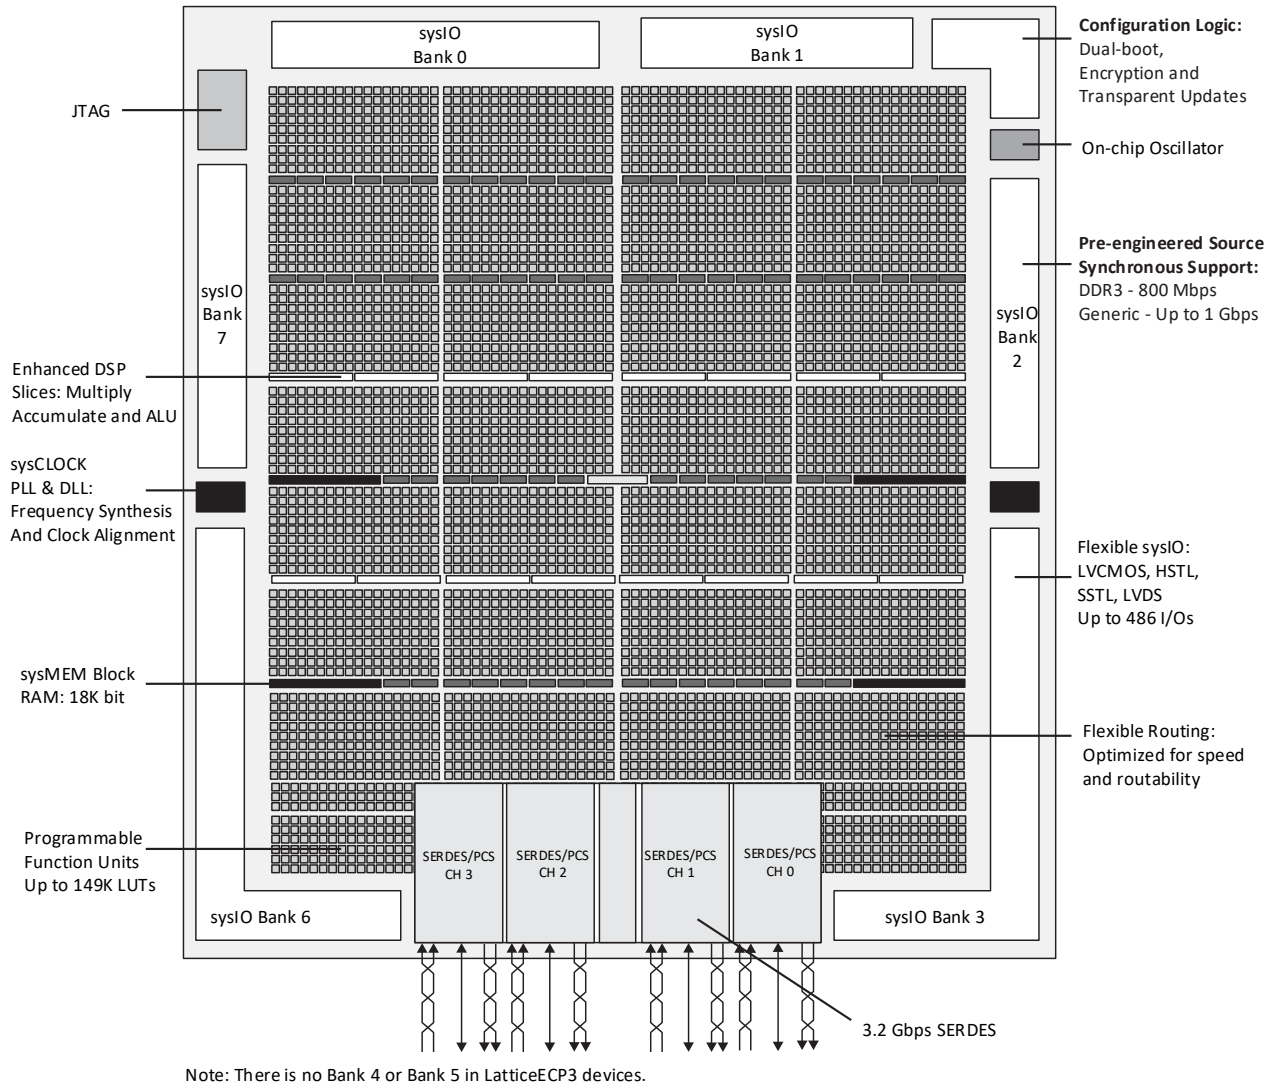 sysIO
Bank 0
sysIO
Bank 1
Configuration Logic:
Dual-boot,
Encryption and
Transparent Updates
JTAG
On-chip Oscillator
Pre-engineered Source
Synchronous Support:
DDR3 - 800 Mbps
Generic - Up to 1 Gbps
sysIO
Bank
7
sysIO
Bank
2
Enhanced DSP
Slices: Multiply
Accumulate and ALU
sysCLOCK
PLL & DLL:
Frequency Synthesis
And Clock Alignment
Flexible sysIO:
LVCMOS, HSTL,
SSTL, LVDS
Up to 486 I/Os
sysMEM Block
RAM: 18K bit
Flexible Routing:
Optimized for speed
and routability
Programmable
Function Units
Up to 149K LUTs
SERDES/PCS
CH 3
SERDES/PCS
CH 2
SERDES/PCS
CH 1
SERDES/PCS
CH 0
sysIO Bank 6
sysIO Bank 3
3.2 Gbps SERDES
Note: There is no Bank 4 or Bank 5 in LatticeECP3 devices.